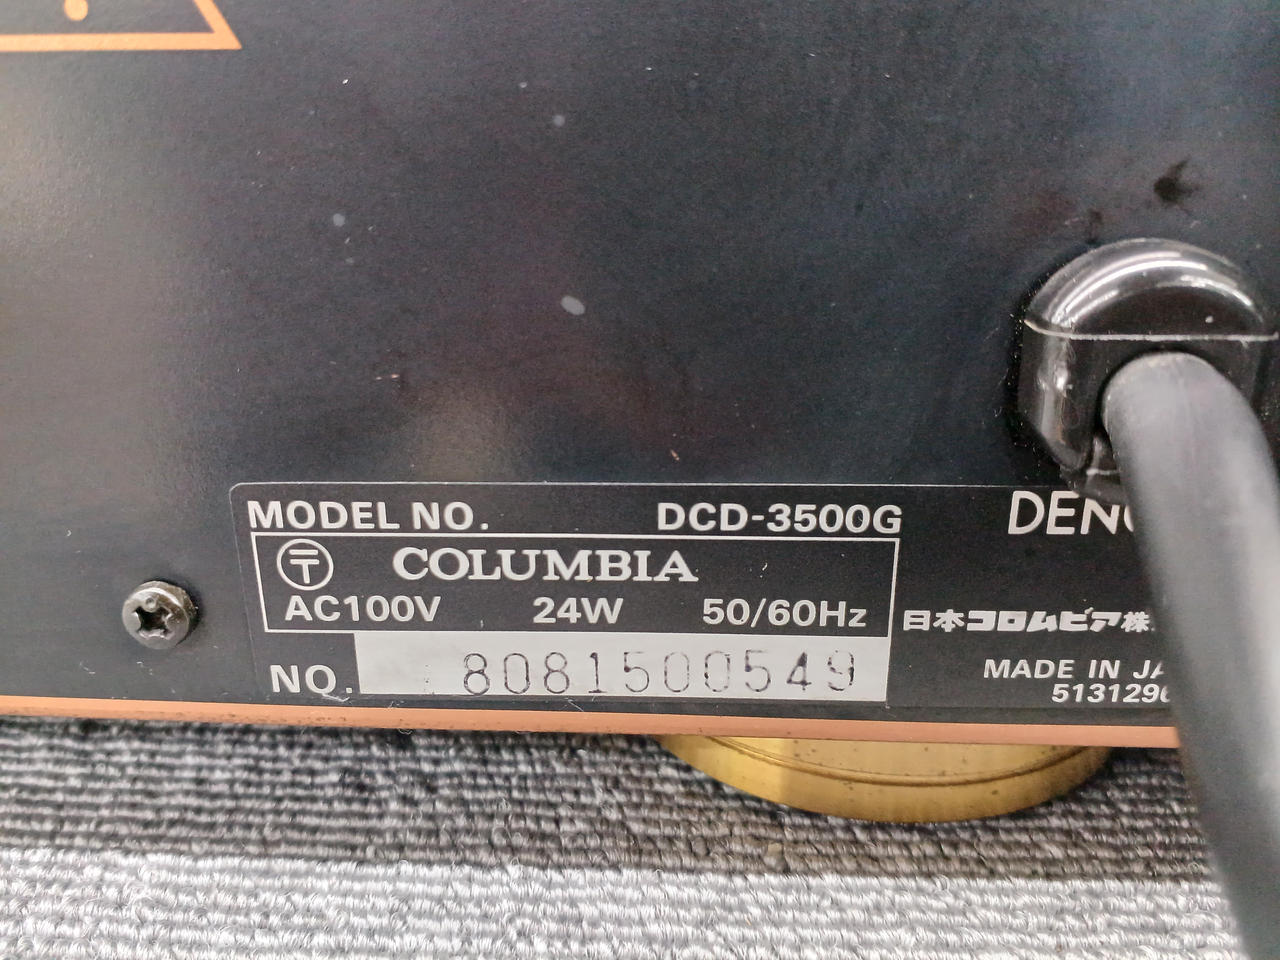 MODEL NO. DCD-3500G DEN
〒 COLUMBIA
AC100V 24W 50/60Hz 日本コロムビア株
NO. 8081500549 MADE IN JA
5131296